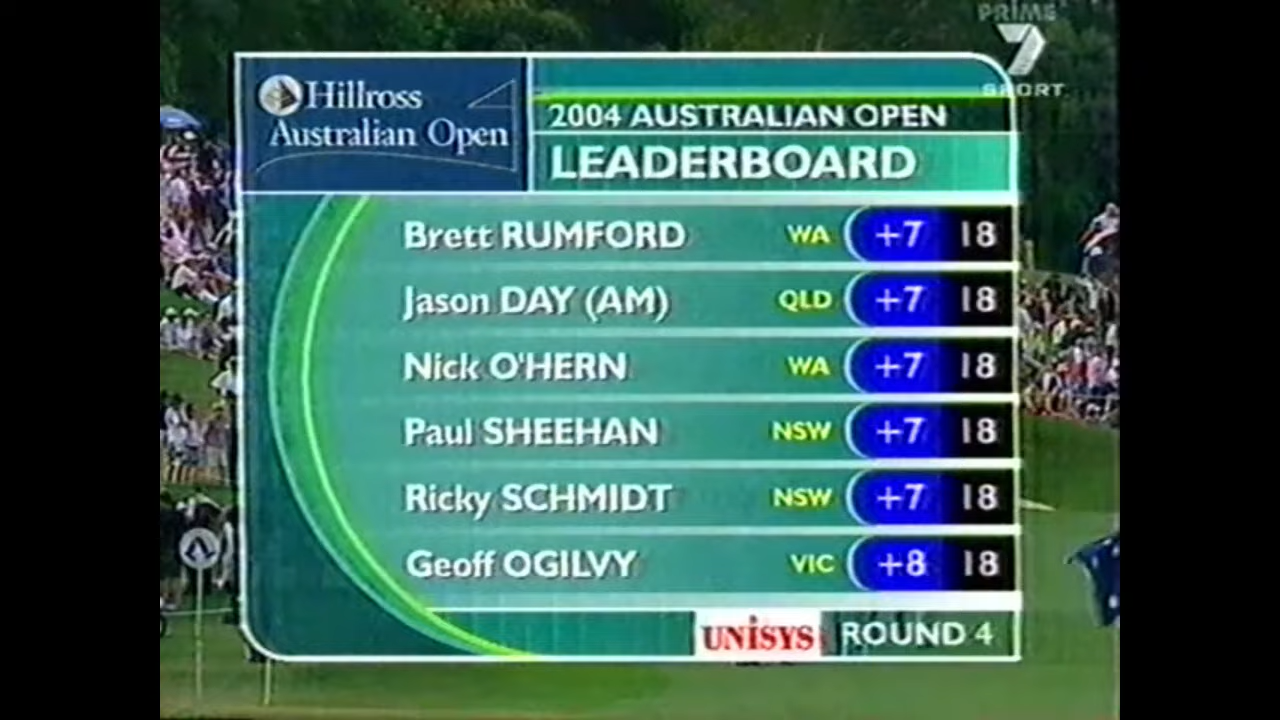 PRIME
7
SPORT
Hillross
Australian Open
2004 AUSTRALIAN OPEN
LEADERBOARD
Brett RUMFORD WA +7 18
Jason DAY (AM) QLD +7 18
Nick O'HERN WA +7 18
Paul SHEEHAN NSW +7 18
Ricky SCHMIDT NSW +7 18
Geoff OGILVY VIC +8 18
UNISYS ROUND 4